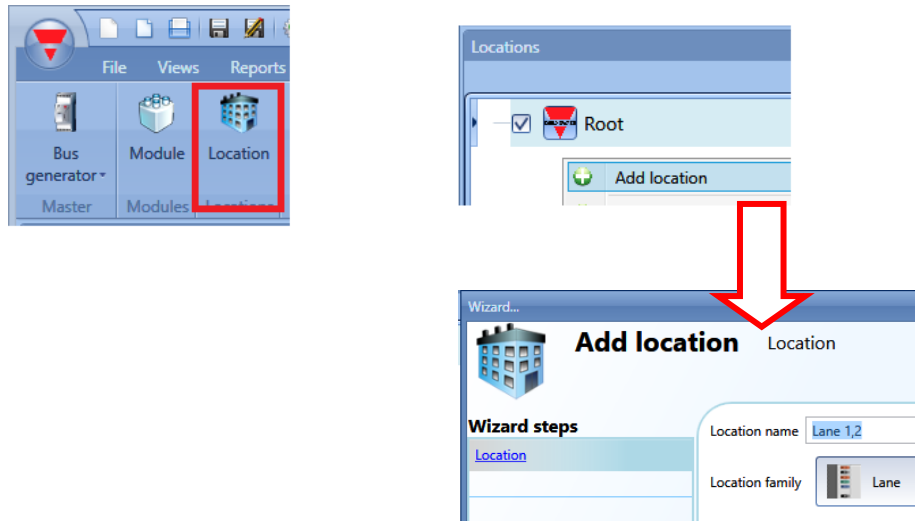 File Views Reports
Bus generator
Module
Location
Master Modules Locations
Locations
Root
Add location
Wizard...
Add location Location
Wizard steps
Location
Location name Lane 1,2
Location family Lane